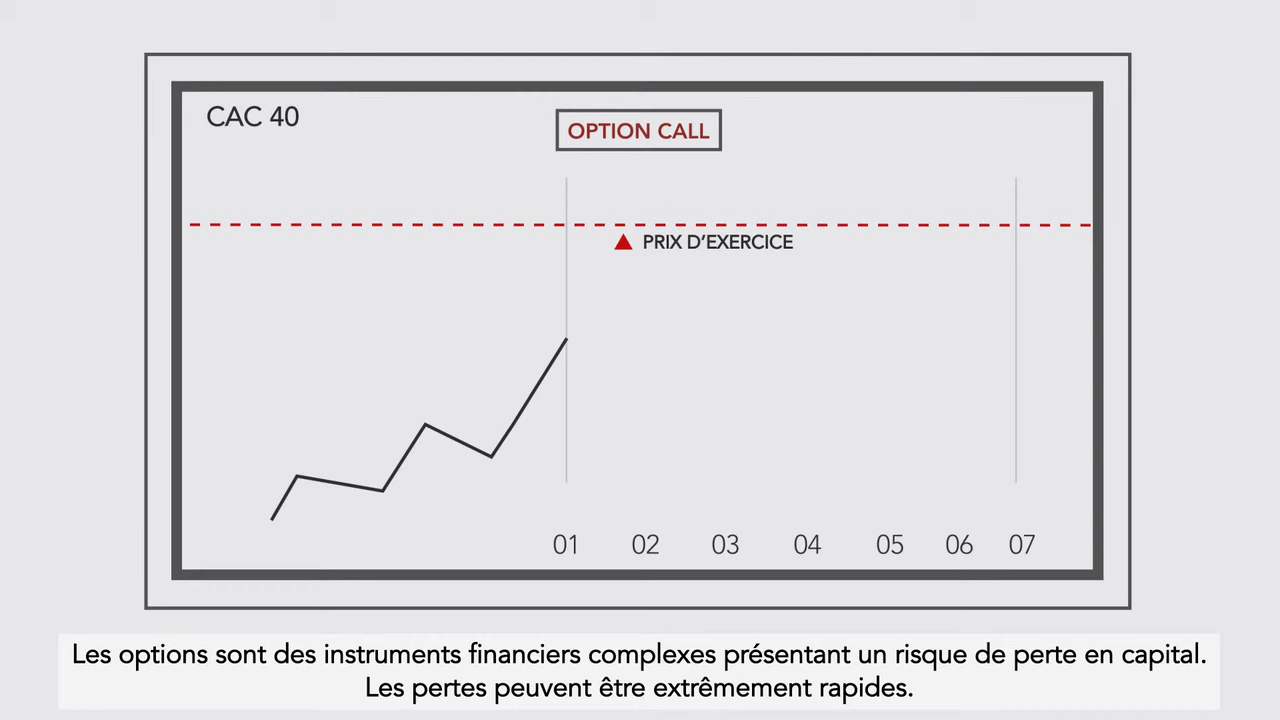 CAC 40
OPTION CALL
PRIX D’EXERCICE
01 02 03 04 05 06 07
Les options sont des instruments financiers complexes présentant un risque de perte en capital.
Les pertes peuvent être extrêmement rapides.